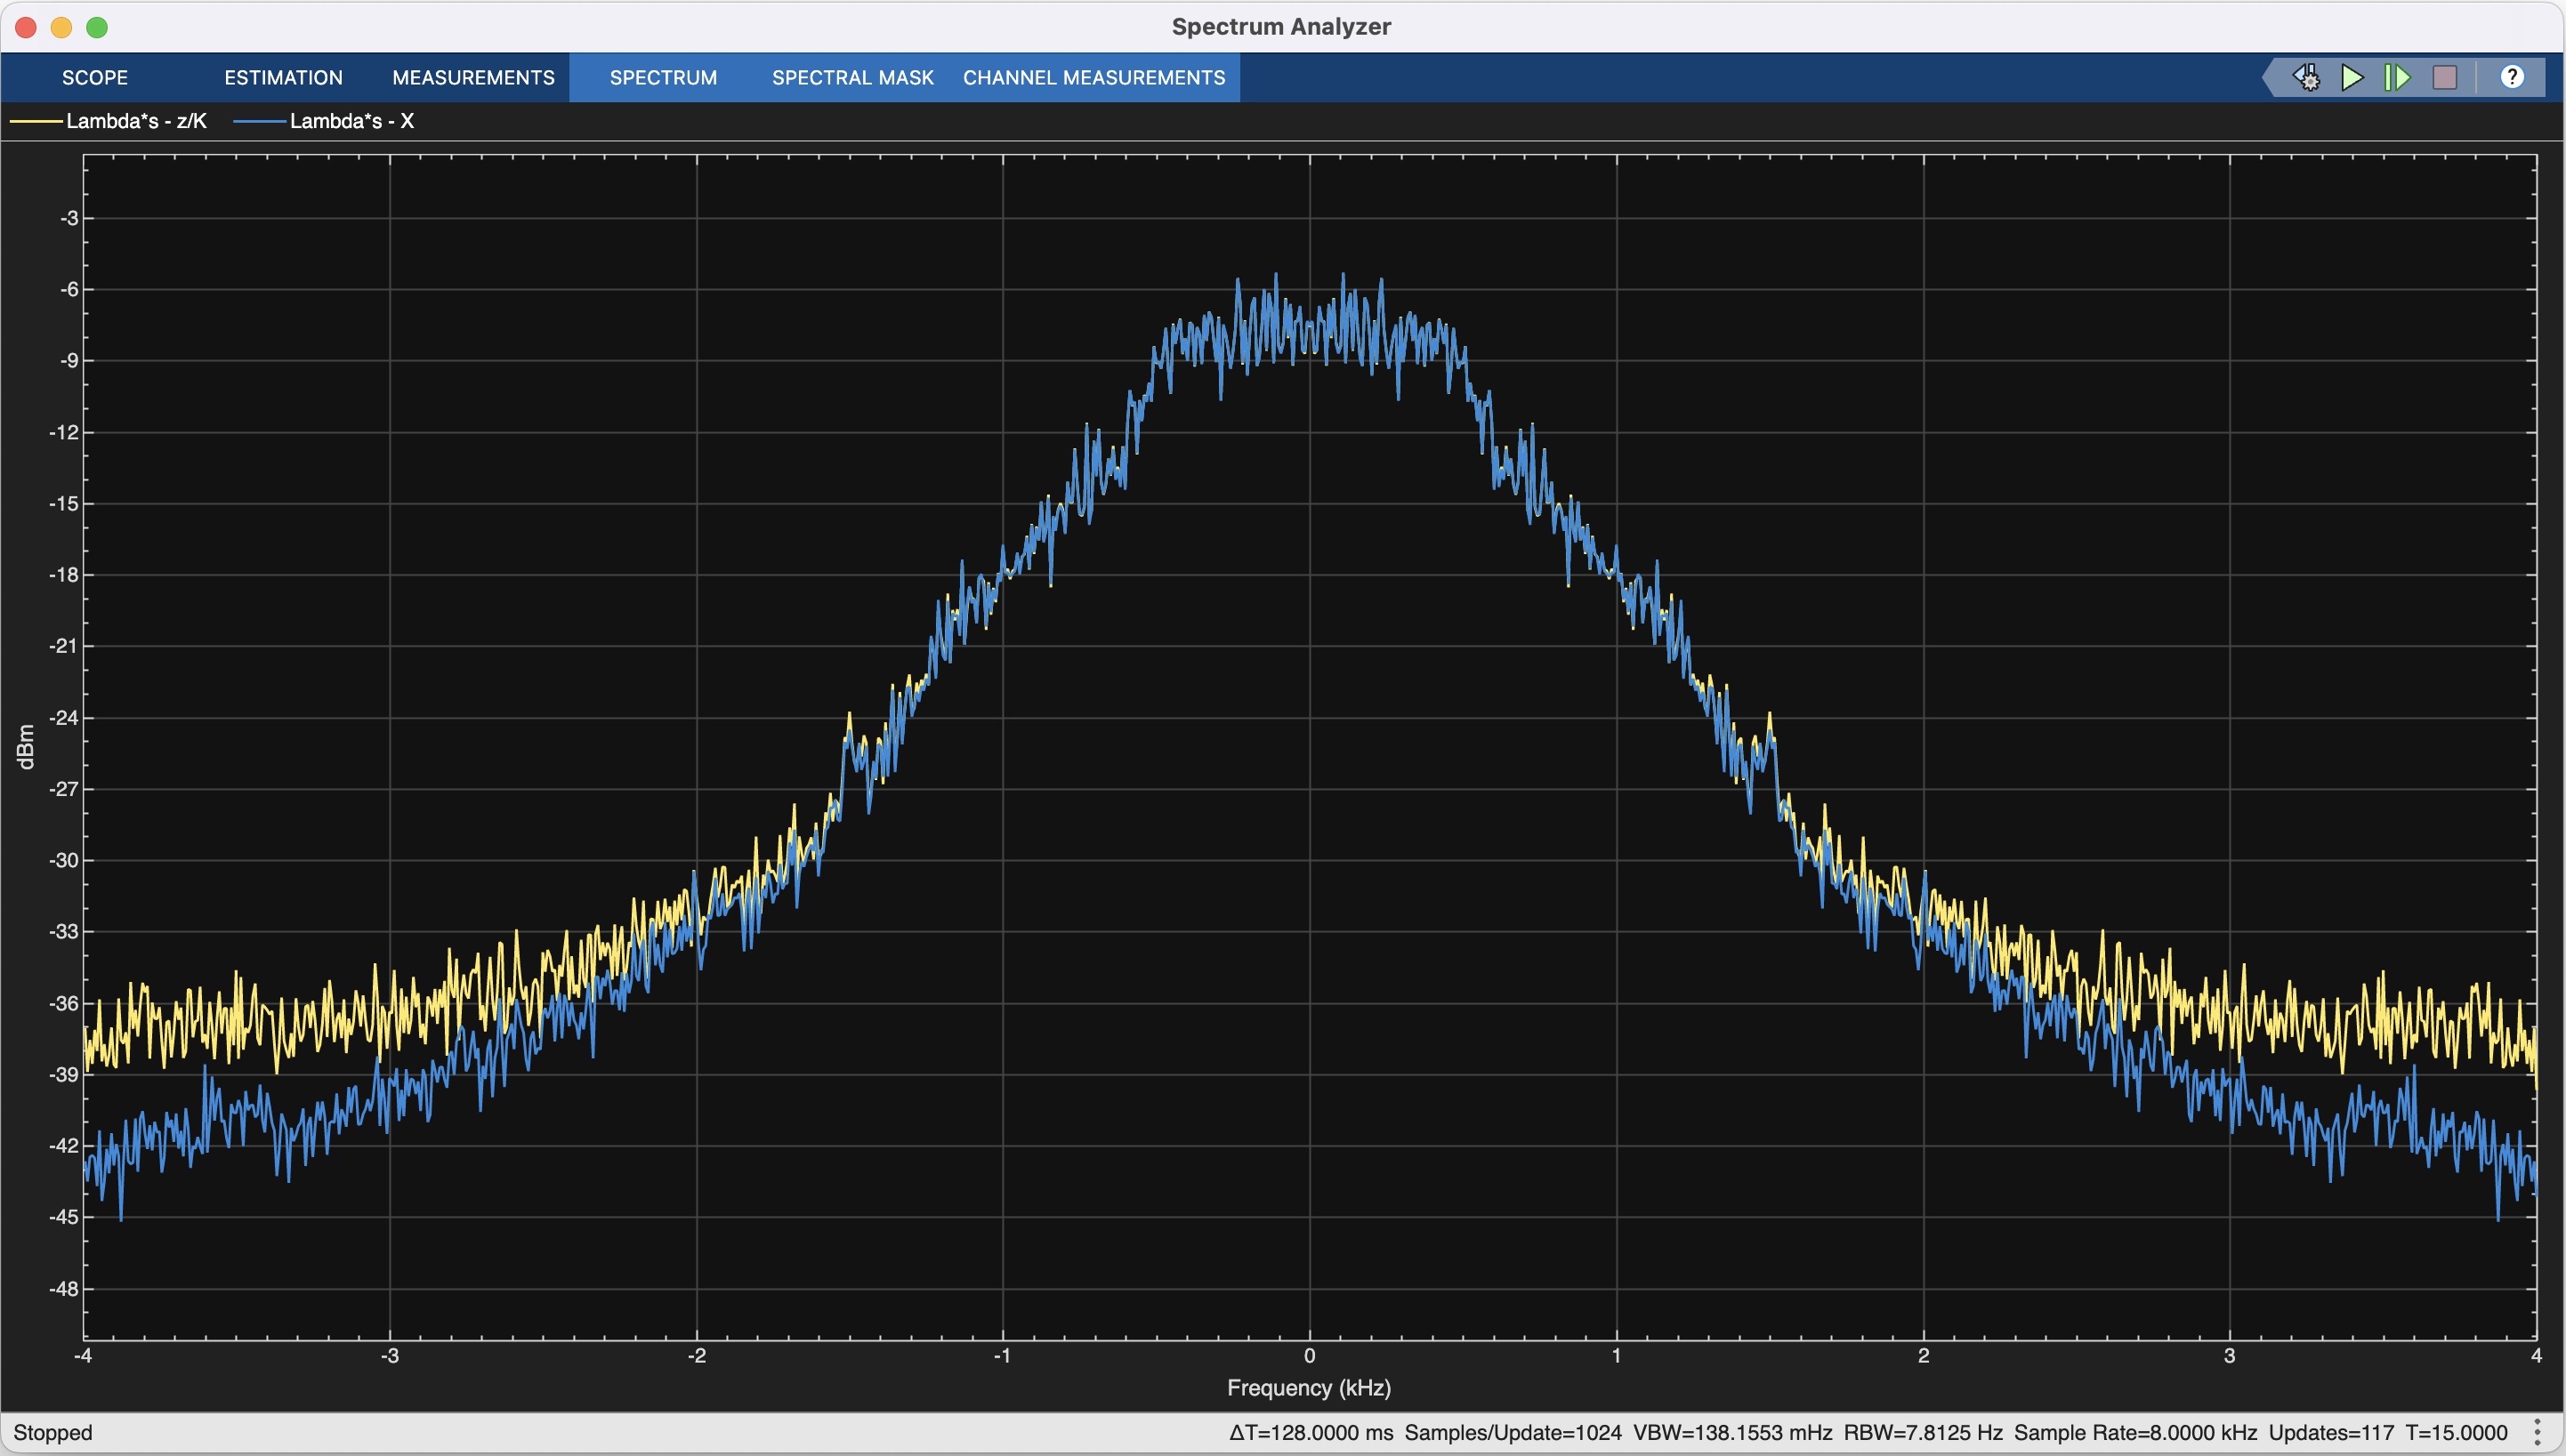 Spectrum Analyzer
SCOPE ESTIMATION MEASUREMENTS SPECTRUM SPECTRAL MASK CHANNEL MEASUREMENTS ?
Lambda*s - z/K Lambda*s - X
-3
-6
-9
-12
-15
-18
-21
-24
-27
-30
-33
-36
-39
-42
-45
-48
dBm
-4 -3 -2 -1 0 1 2 3 4
Frequency (kHz)
Stopped ΔT=128.0000 ms Samples/Update=1024 VBW=138.1553 mHz RBW=7.8125 Hz Sample Rate=8.0000 kHz Updates=117 T=15.0000